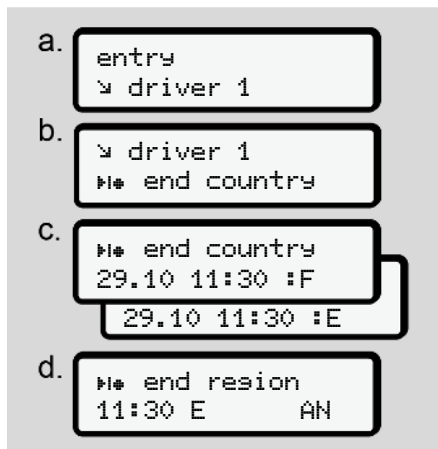 a.
entry
driver 1
b.
driver 1
end country
c.
end country
29.10 11:30 :F
29.10 11:30 :E
d.
end region
11:30 E AN